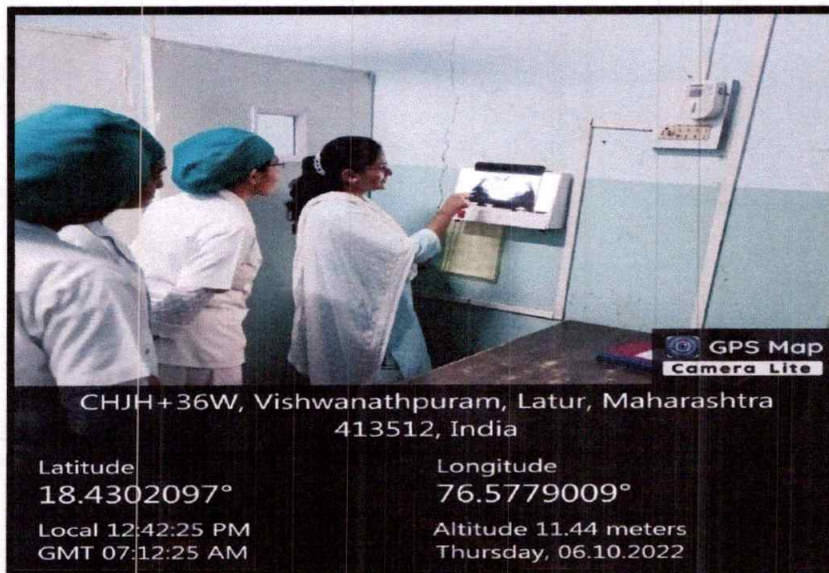 GPS Map
Camera Lite
CHJH+36W, Vishwanathpuram, Latur, Maharashtra
413512, India
Latitude
18.4302097°
Longitude
76.5779009°
Local 12:42:25 PM
GMT 07:12:25 AM
Altitude 11.44 meters
Thursday, 06.10.2022